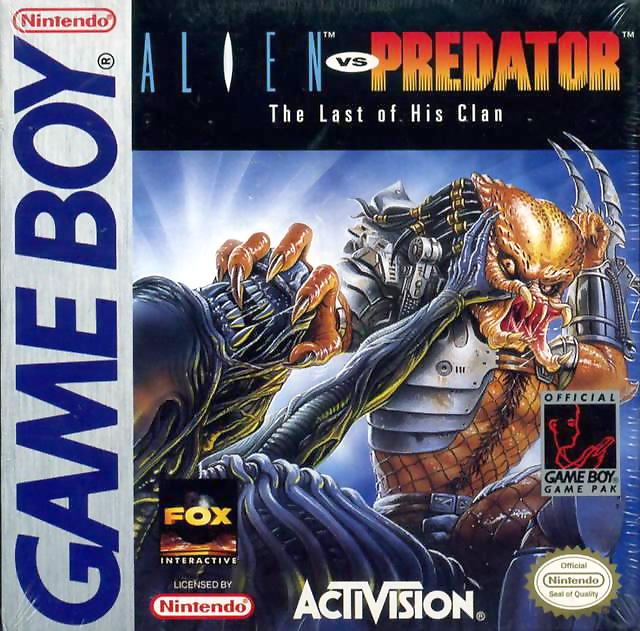 Nintendo®
GAME BOY®
ALIEN™ VS PREDATOR™
The Last of His Clan
OFFICIAL
GAME BOY®
GAME PAK
FOX
INTERACTIVE
LICENSED BY
Nintendo®
ACTIVISION®
Official
Nintendo®
Seal of Quality